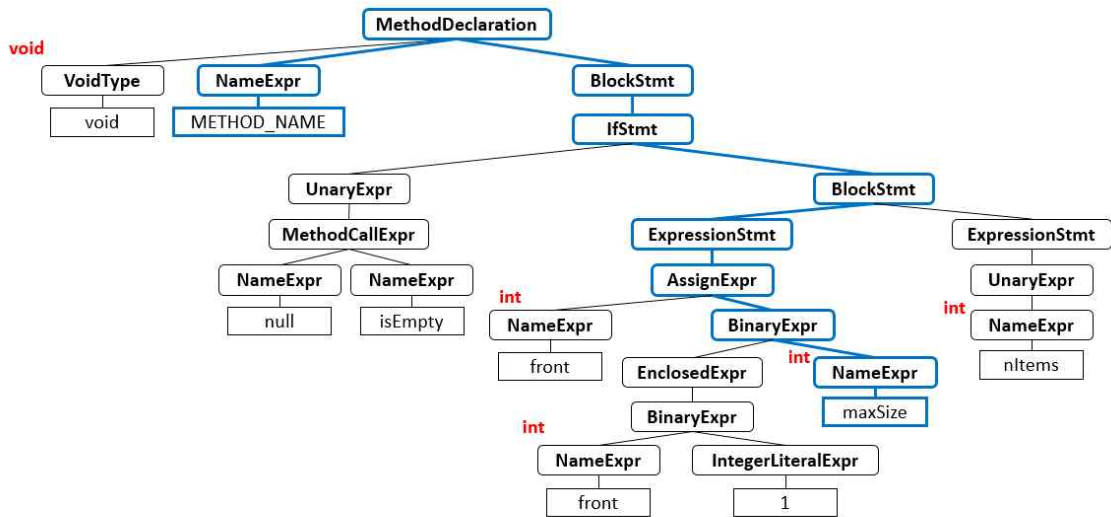 MethodDeclaration
void
VoidType
NameExpr
BlockStmt
void
METHOD_NAME
IfStmt
UnaryExpr
BlockStmt
MethodCallExpr
ExpressionStmt
ExpressionStmt
NameExpr
NameExpr
AssignExpr
UnaryExpr
null
isEmpty
int
int
NameExpr
BinaryExpr
NameExpr
front
int
nItems
EnclosedExpr
NameExpr
BinaryExpr
maxSize
int
NameExpr
IntegerLiteralExpr
front
1